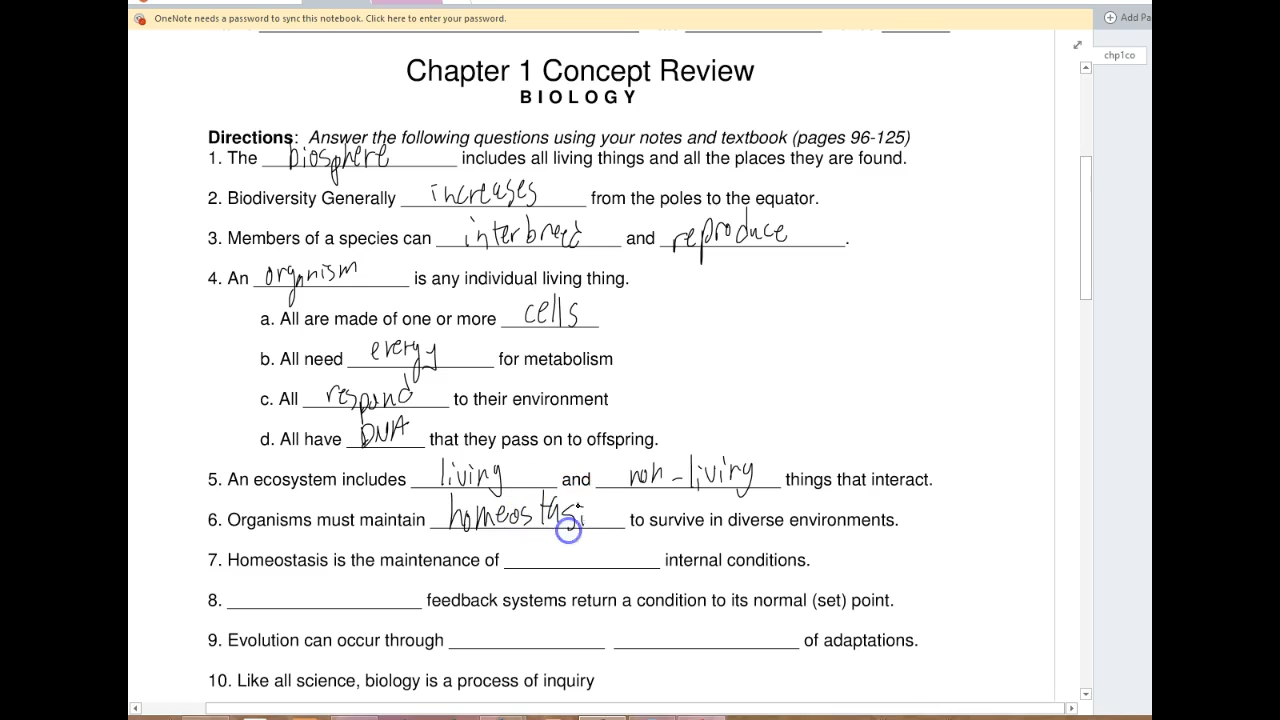 OneNote needs a password to sync this notebook. Click here to enter your password.
Add Pa
chp1co
Chapter 1 Concept Review
BIOLOGY
Directions: Answer the following questions using your notes and textbook (pages 96-125)
1. The biosphere includes all living things and all the places they are found.
2. Biodiversity Generally increases from the poles to the equator.
3. Members of a species can interbreed and reproduce.
4. An organism is any individual living thing.
a. All are made of one or more cells
b. All need energy for metabolism
c. All respond to their environment
d. All have DNA that they pass on to offspring.
5. An ecosystem includes living and non-living things that interact.
6. Organisms must maintain homeostasi to survive in diverse environments.
7. Homeostasis is the maintenance of ____________ internal conditions.
8. ____________ feedback systems return a condition to its normal (set) point.
9. Evolution can occur through ____________ ____________ of adaptations.
10. Like all science, biology is a process of inquiry